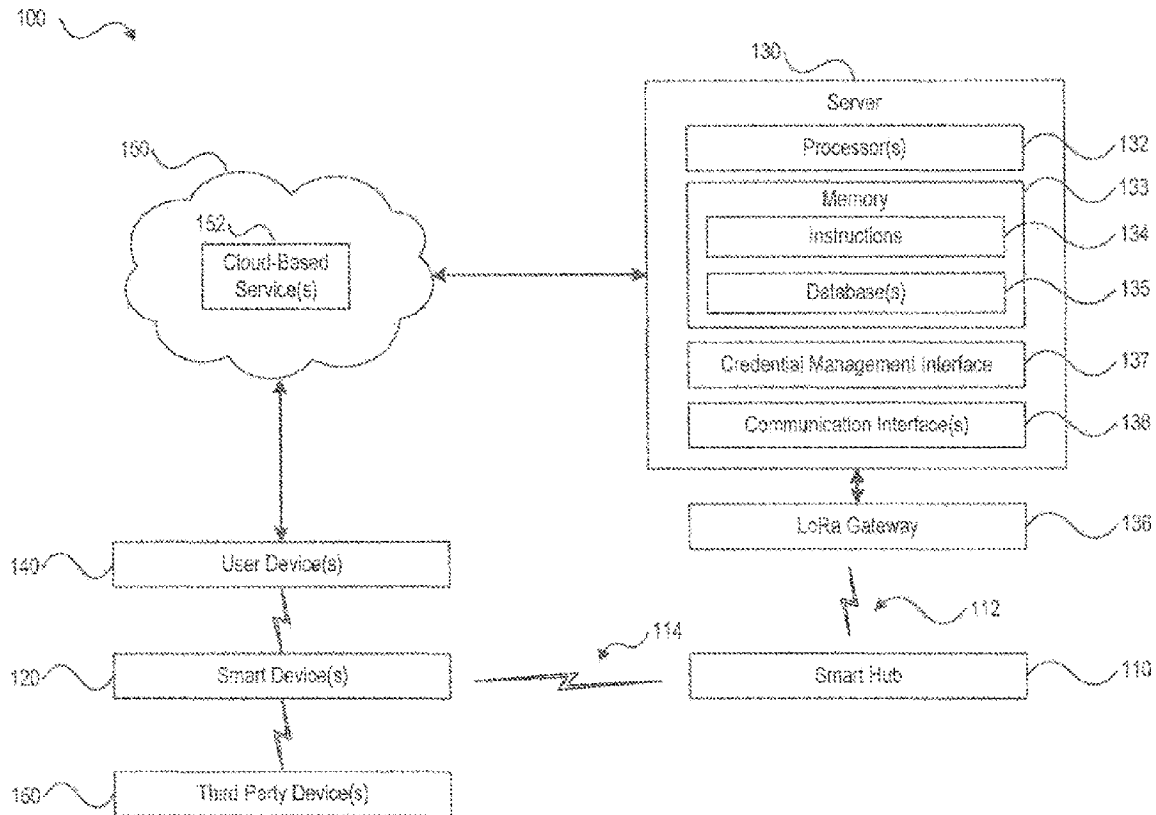 100
130
Server
Processor(s)
132
Memory
133
Instructions
134
Database(s)
135
Credential Management Interface
137
Communication Interface(s)
138
150
152
Cloud-Based
Service(s)
LoRa Gateway
136
140
User Device(s)
112
114
120
Smart Device(s)
Smart Hub
110
160
Third Party Device(s)